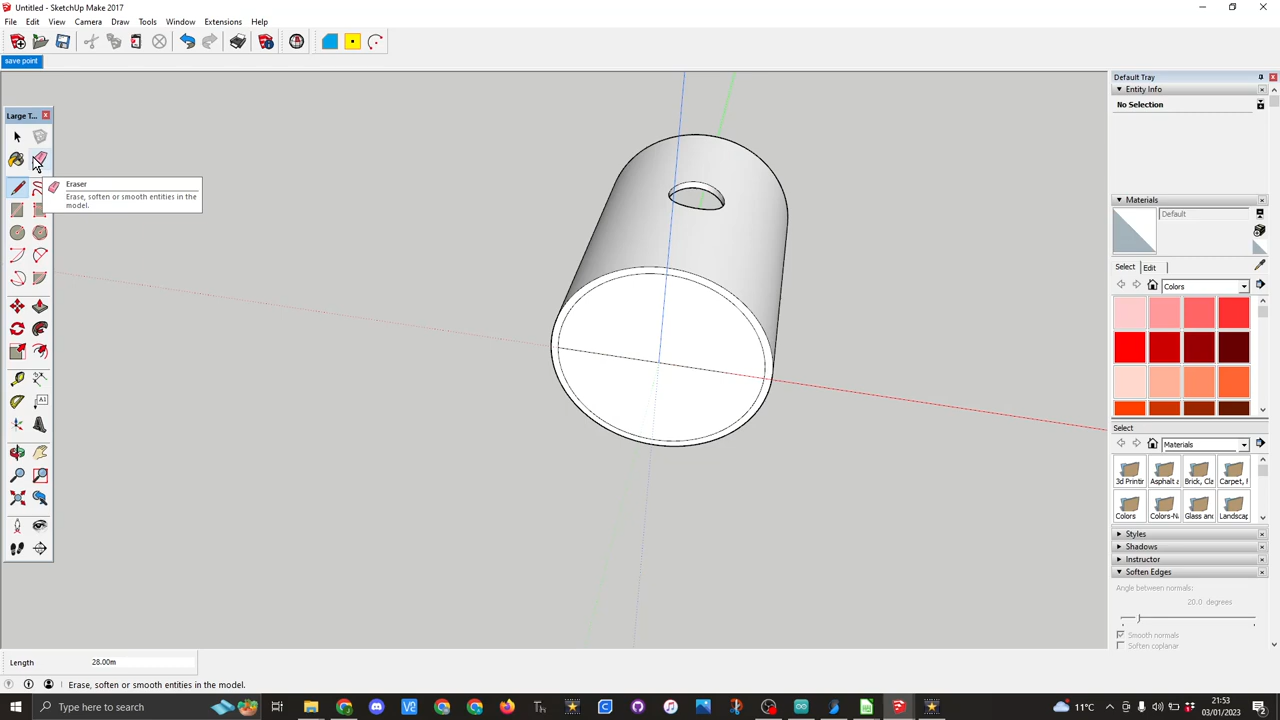 Untitled - SketchUp Make 2017
File Edit View Camera Draw Tools Window Extensions Help
save point
Large T...
Eraser
Erase, soften or smooth entities in the
model.
A1
Default Tray
Entity Info
No Selection
Materials
Default
Select Edit
Colors
Select
Materials
3d Printir Asphalt a Brick, Cla Carpet, F
Colors Colors-Na Glass and Landscap
Styles
Shadows
Instructor
Soften Edges
Angle between normals:
20.0 degrees
Smooth normals
Soften coplanar
Length 28.00m
Erase, soften or smooth entities in the model.
Type here to search
11°C
21:53
03/01/2023